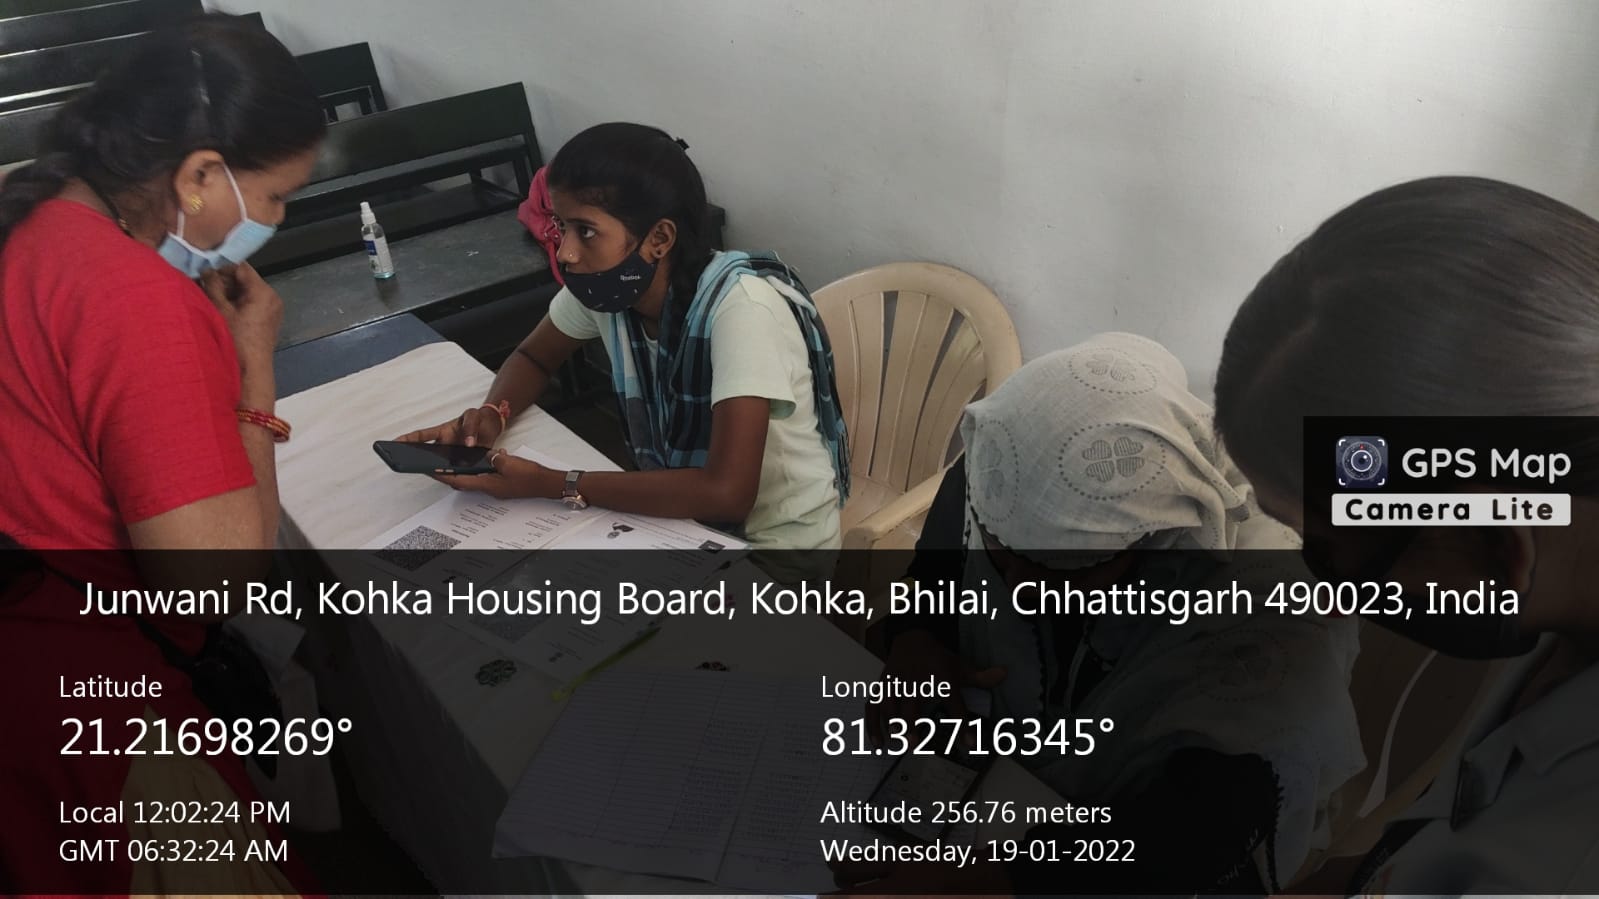 Reebok
GPS Map
Camera Lite
Junwani Rd, Kohka Housing Board, Kohka, Bhilai, Chhattisgarh 490023, India
Latitude
21.21698269°
Longitude
81.32716345°
Local 12:02:24 PM
GMT 06:32:24 AM
Altitude 256.76 meters
Wednesday, 19-01-2022